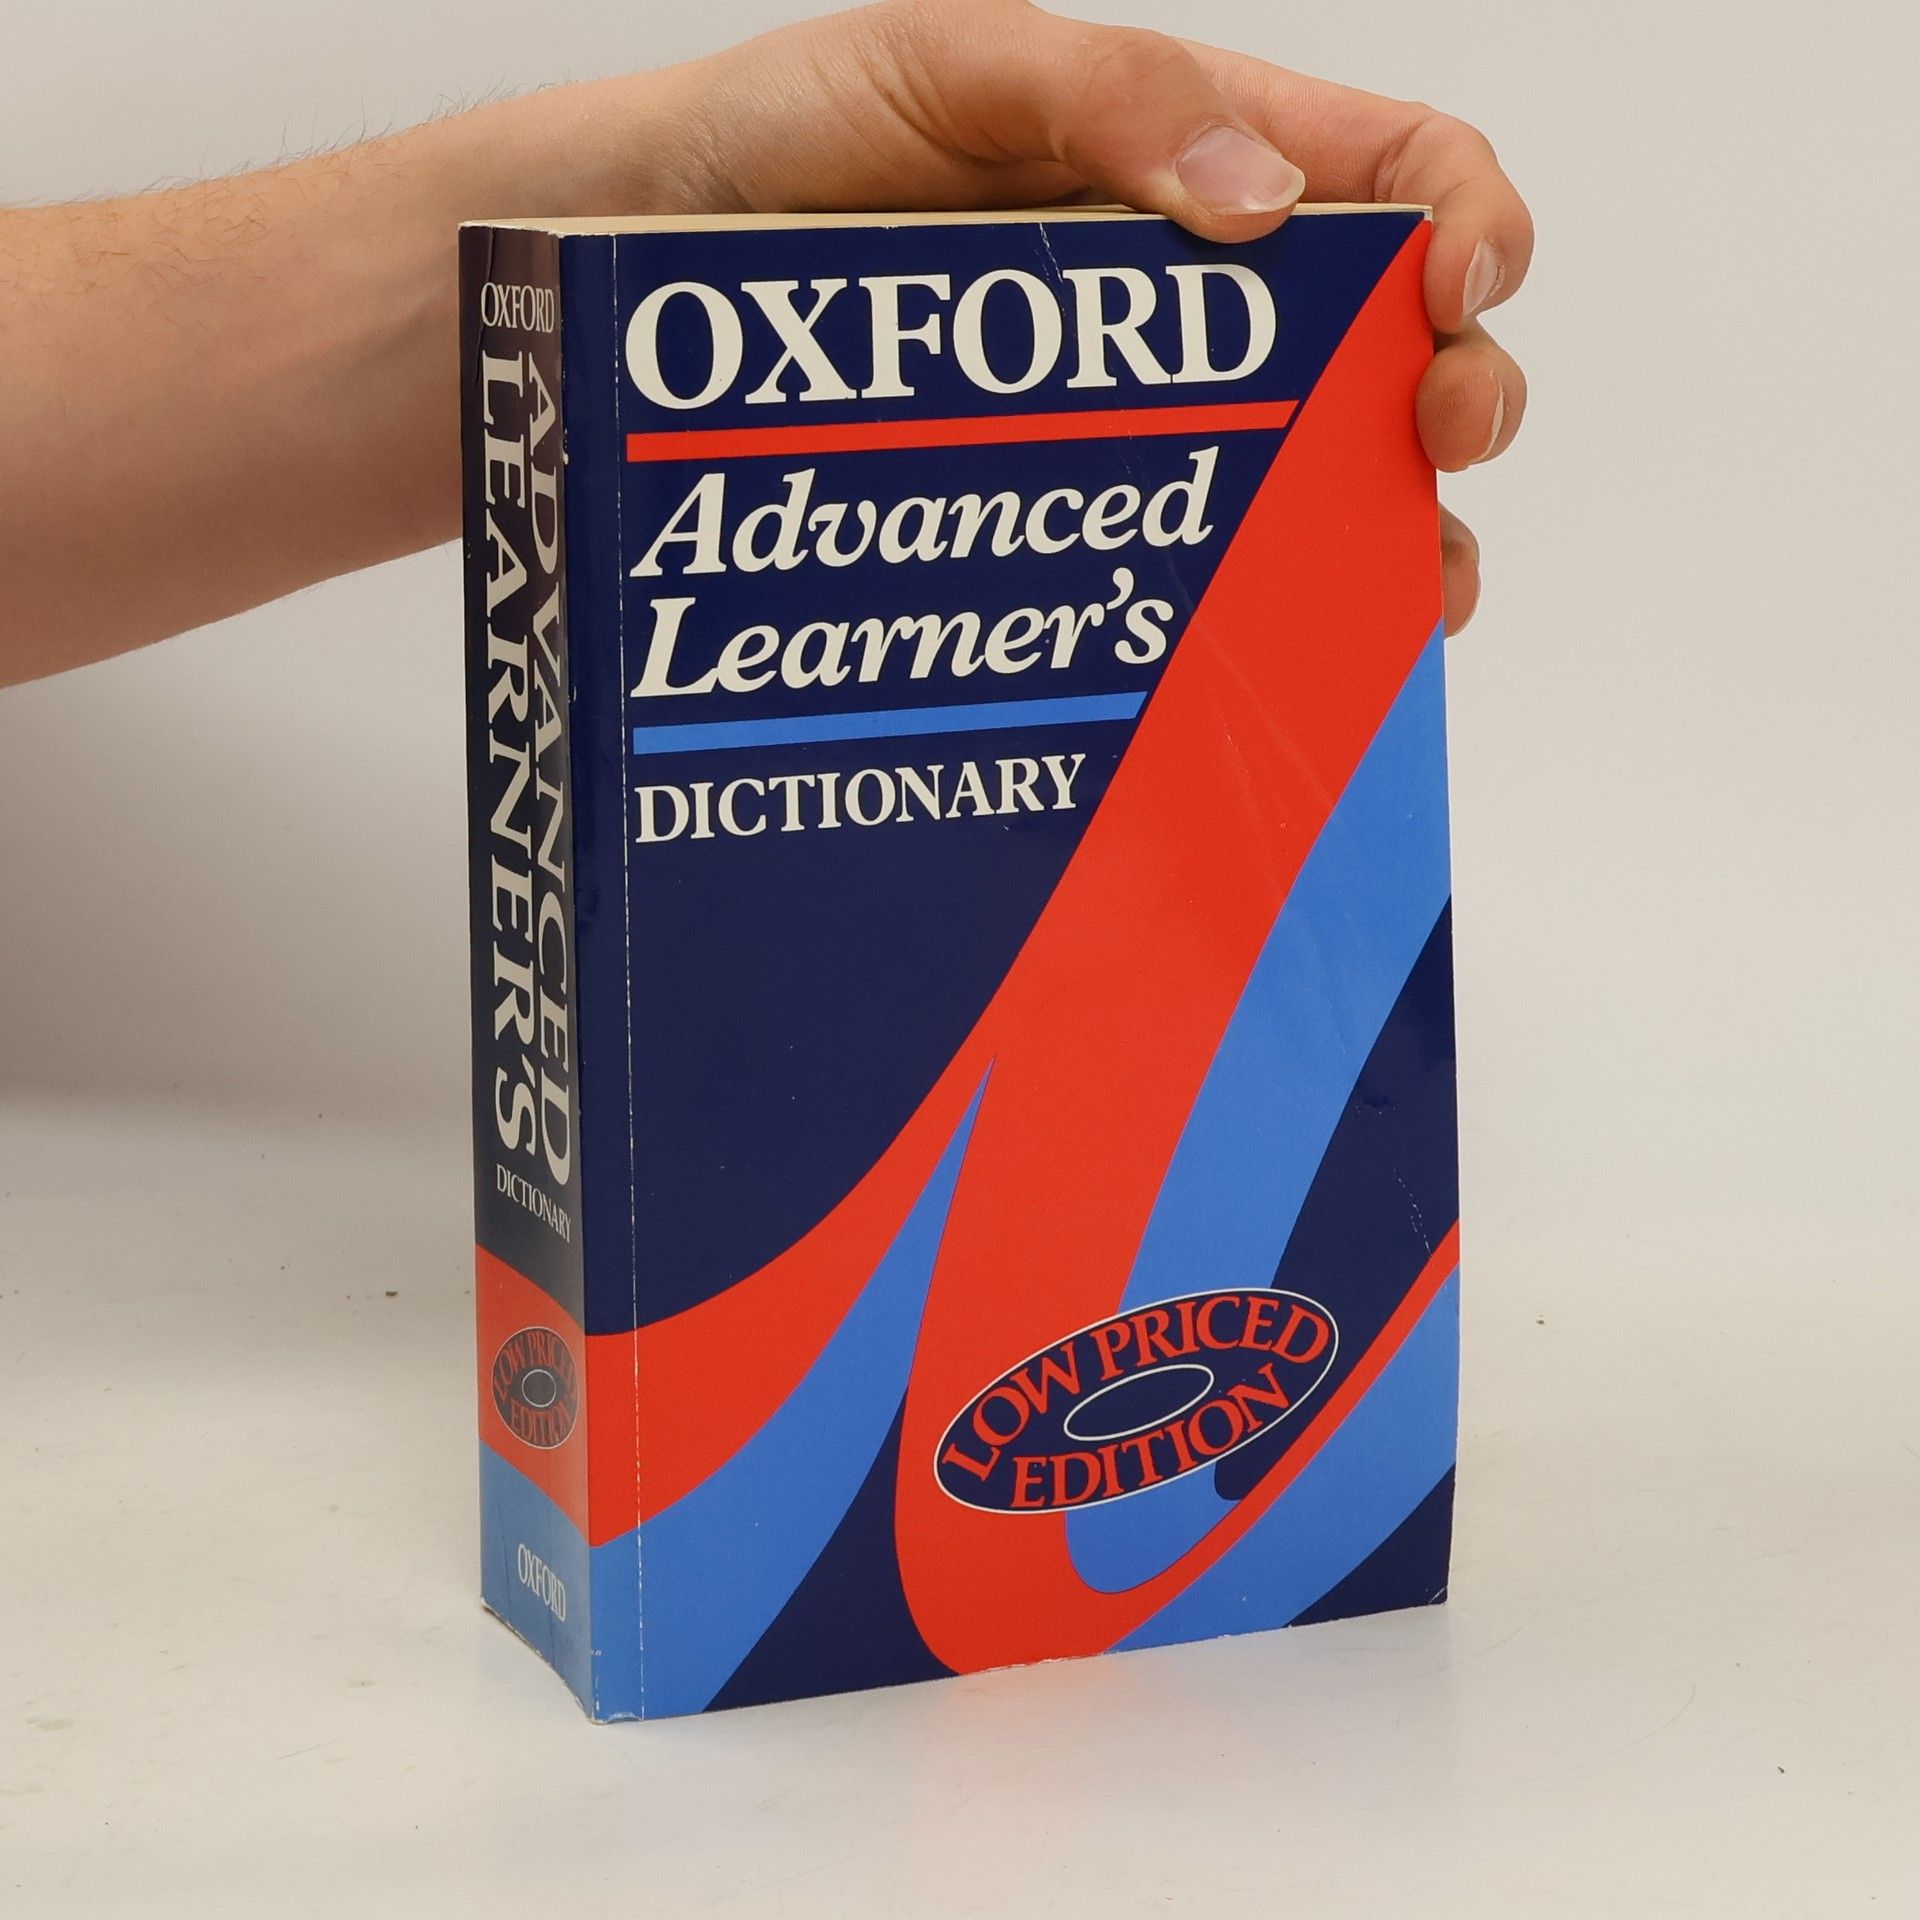 OXFORD
Advanced
Learner's
DICTIONARY
LOW PRICED
EDITION
OXFORD
ADVANCED
LEARNER'S
DICTIONARY
LOW PRICED
EDITION
OXFORD